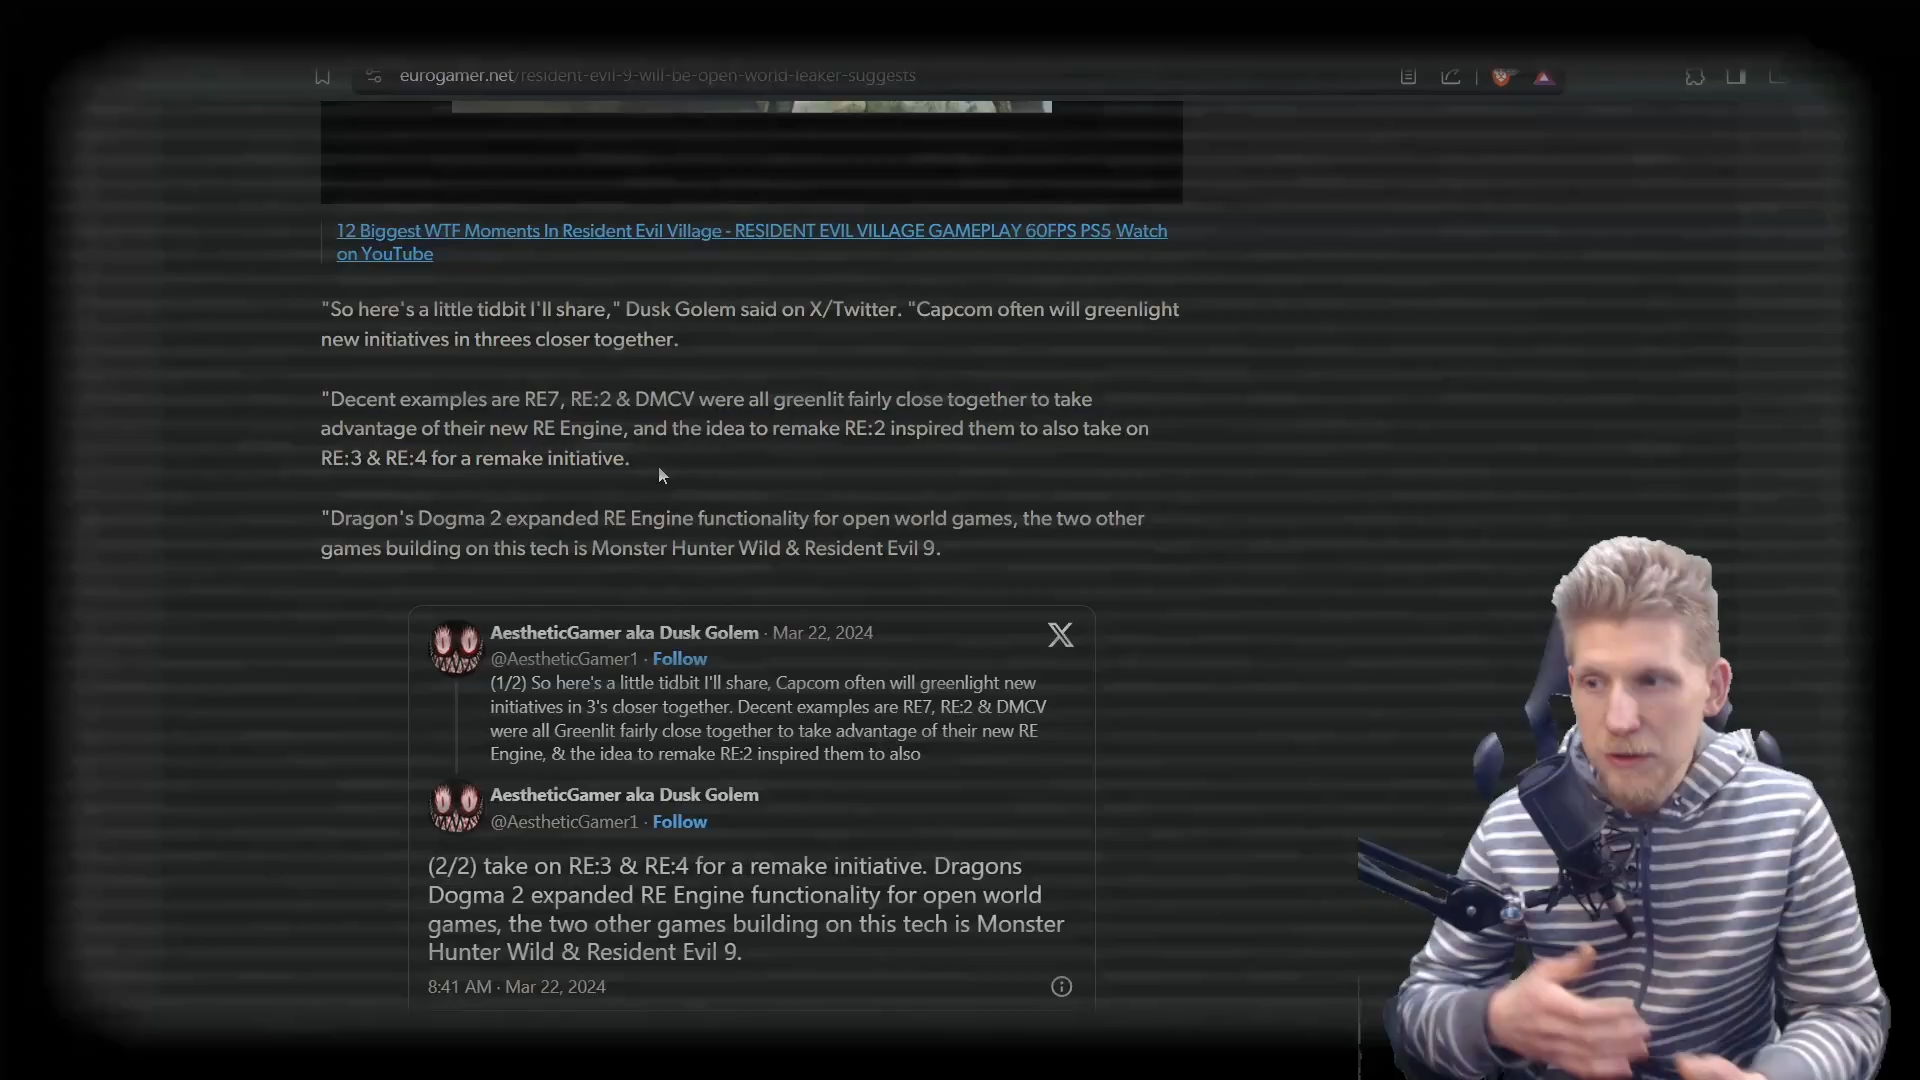 eurogamer.net/resident-evil-9-will-be-open-world-leaker-suggests
12 Biggest WTF Moments In Resident Evil Village - RESIDENT EVIL VILLAGE GAMEPLAY 60FPS PS5 Watch
on YouTube
"So here's a little tidbit I'll share," Dusk Golem said on X/Twitter. "Capcom often will greenlight
new initiatives in threes closer together.
"Decent examples are RE7, RE:2 & DMCV were all greenlit fairly close together to take
advantage of their new RE Engine, and the idea to remake RE:2 inspired them to also take on
RE:3 & RE:4 for a remake initiative.
"Dragon's Dogma 2 expanded RE Engine functionality for open world games, the two other
games building on this tech is Monster Hunter Wild & Resident Evil 9.
AestheticGamer aka Dusk Golem · Mar 22, 2024
@AestheticGamer1 · Follow
(1/2) So here's a little tidbit I'll share, Capcom often will greenlight new
initiatives in 3's closer together. Decent examples are RE7, RE:2 & DMCV
were all Greenlit fairly close together to take advantage of their new RE
Engine, & the idea to remake RE:2 inspired them to also
AestheticGamer aka Dusk Golem
@AestheticGamer1 · Follow
(2/2) take on RE:3 & RE:4 for a remake initiative. Dragons
Dogma 2 expanded RE Engine functionality for open world
games, the two other games building on this tech is Monster
Hunter Wild & Resident Evil 9.
8:41 AM · Mar 22, 2024